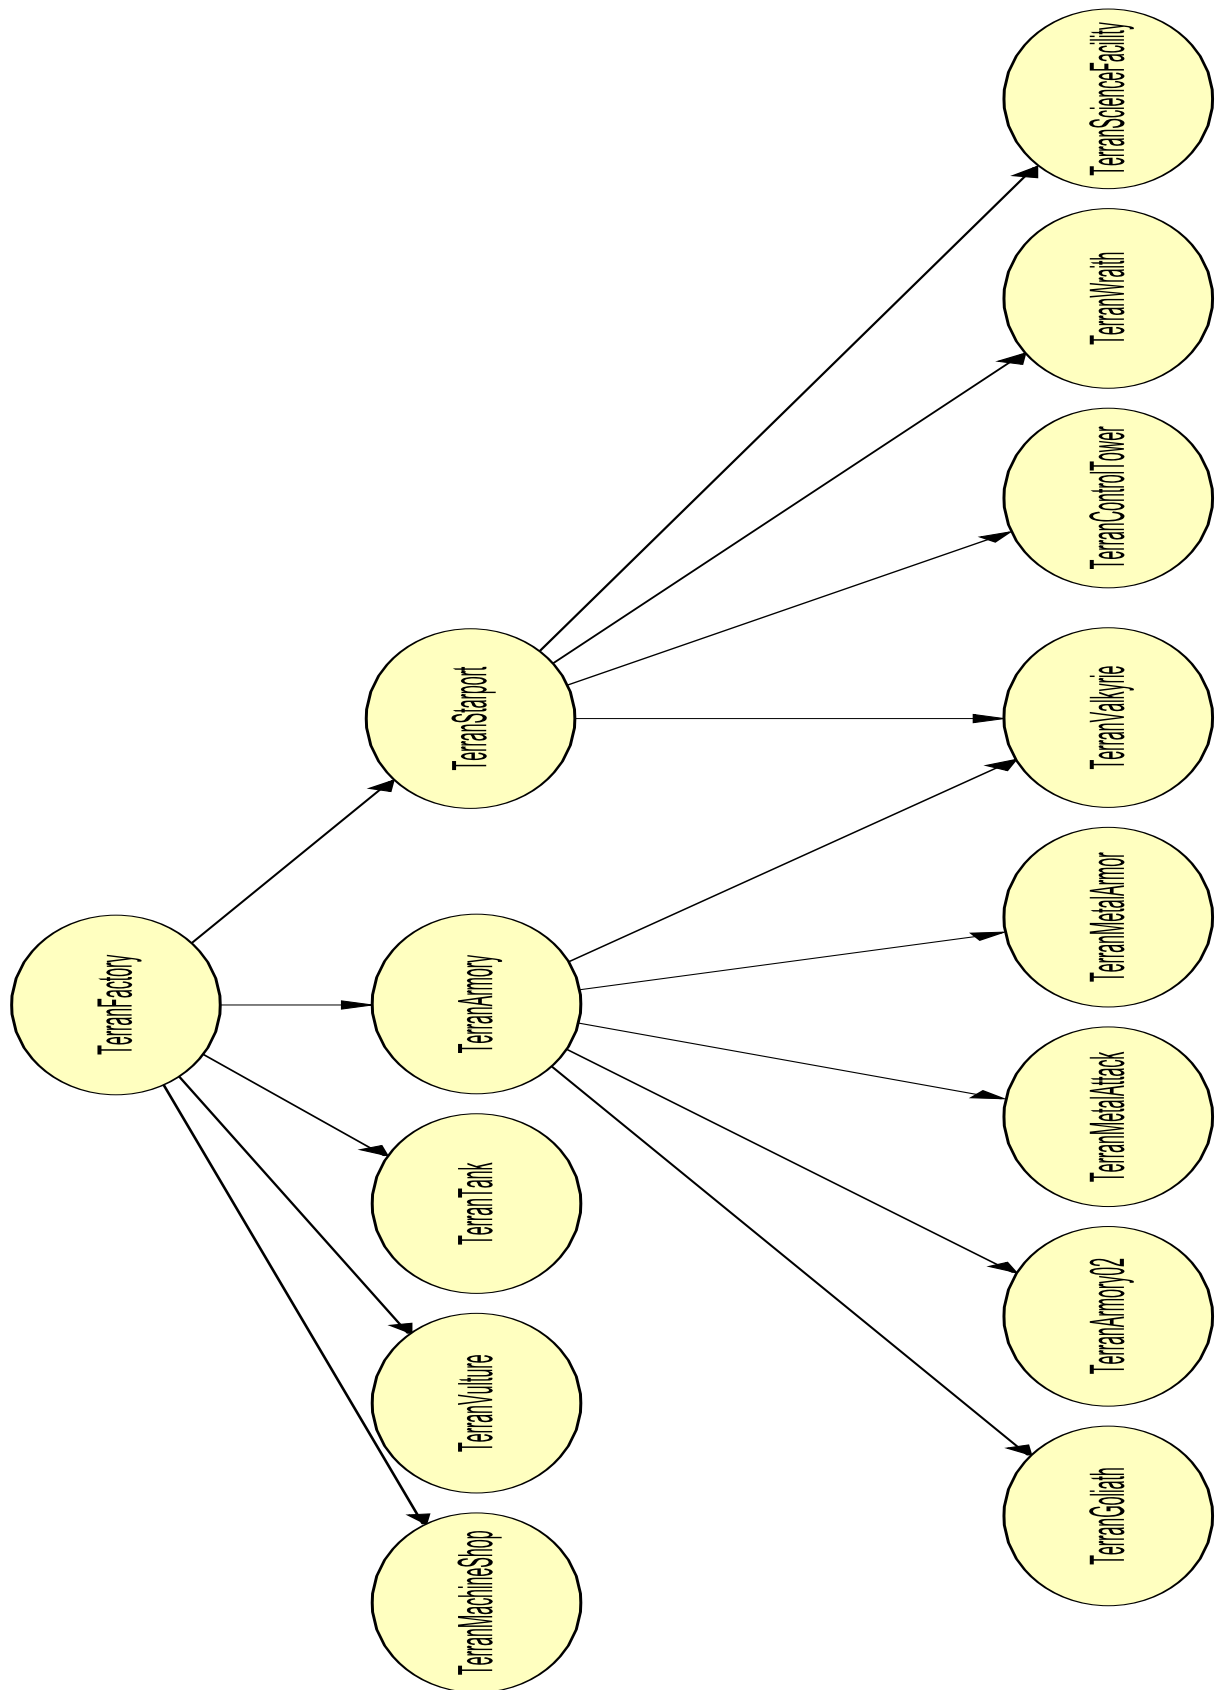 TerranFactory
TerranMachineShop
TerranVulture
TerranTank
TerranArmory
TerranStarport
TerranGoliath
TerranArmory02
TerranMetalAttack
TerranMetalArmor
TerranValkyrie
TerranControlTower
TerranWraith
TerranScienceFacility